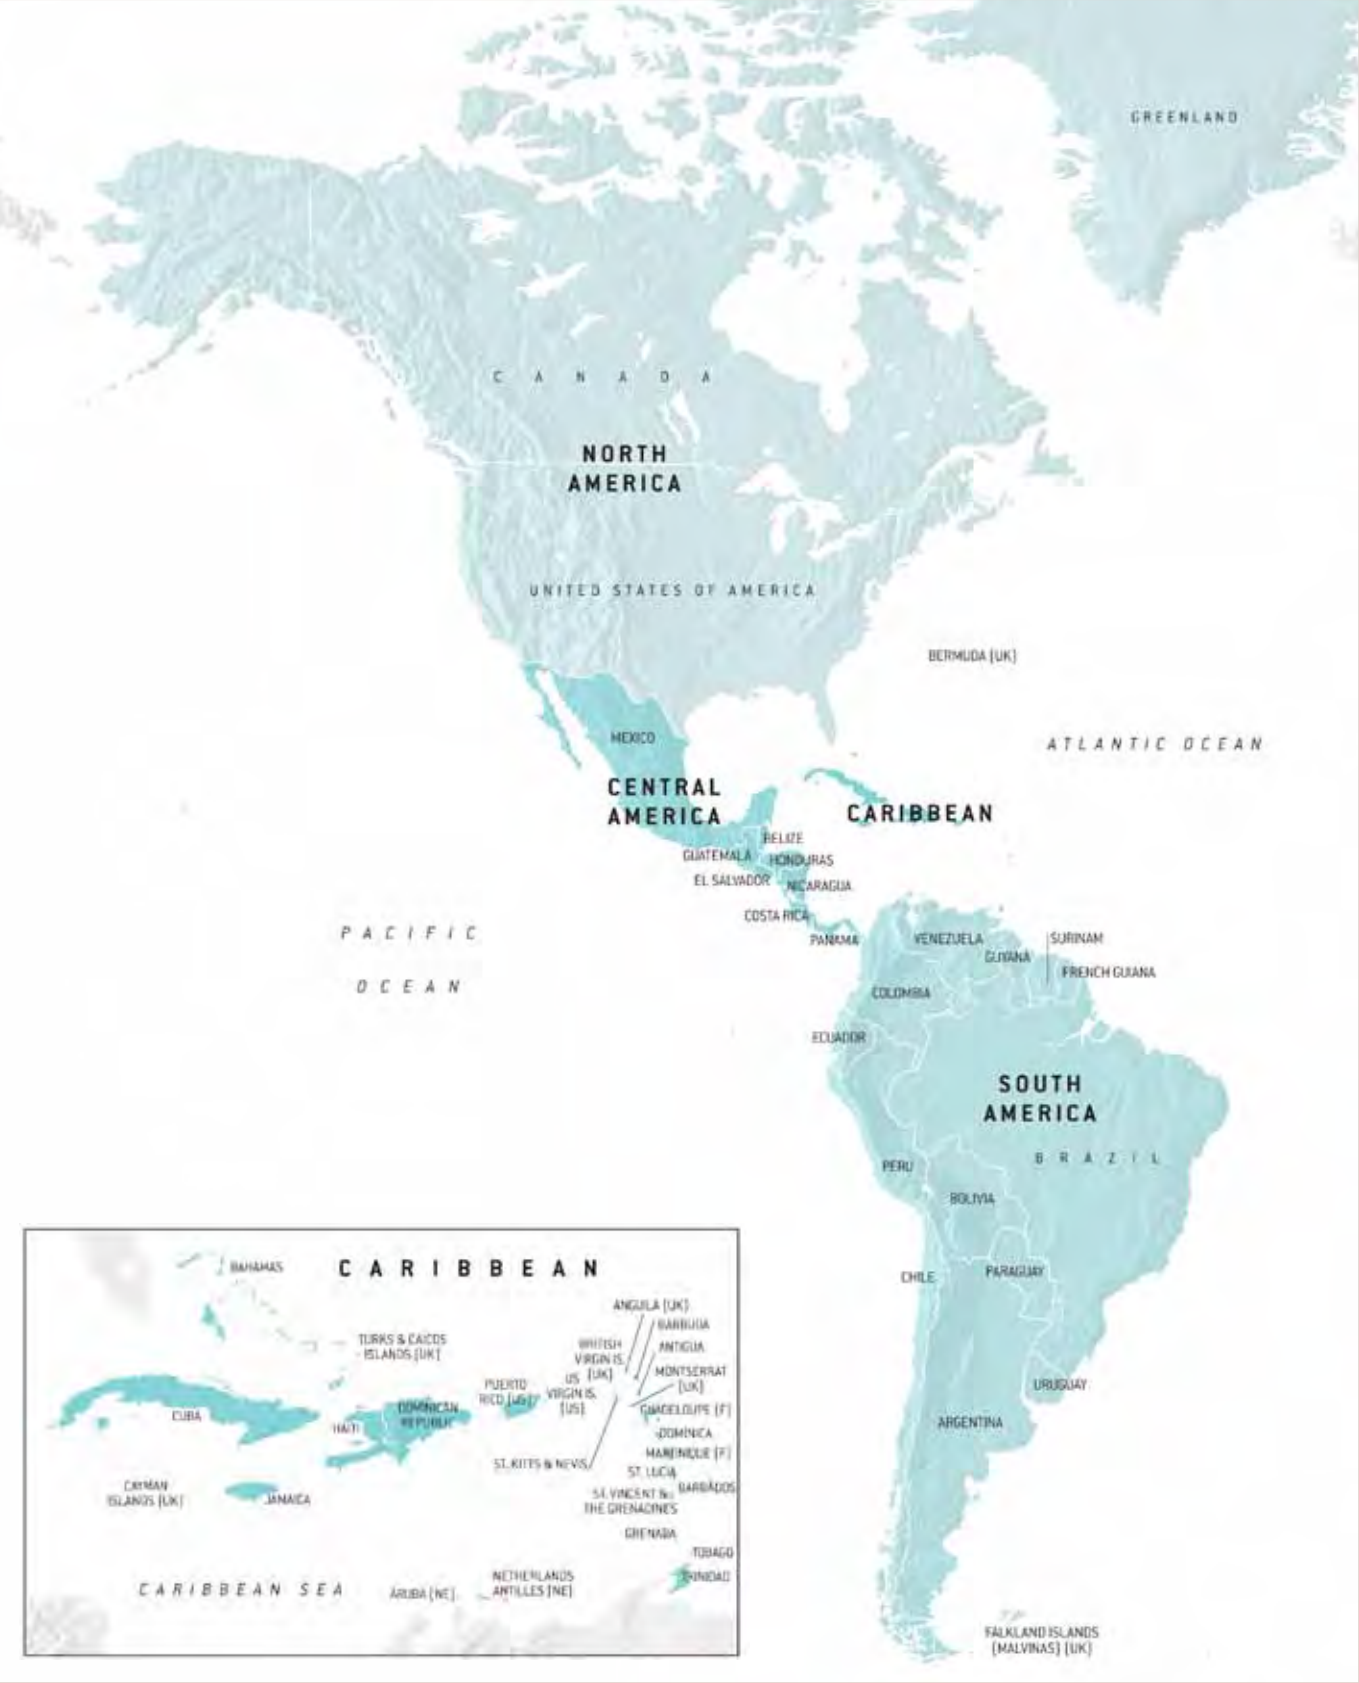 GREENLAND
C A N A D A
NORTH
AMERICA
UNITED STATES OF AMERICA
BERMUDA (UK)
ATLANTIC OCEAN
MEXICO
CENTRAL
AMERICA
CARIBBEAN
BELIZE
GUATEMALA
HONDURAS
EL SALVADOR
NICARAGUA
COSTA RICA
PANAMA
PACIFIC
OCEAN
VENEZUELA
SURINAM
GUYANA
FRENCH GUIANA
COLOMBIA
ECUADOR
SOUTH
AMERICA
BRAZIL
PERU
BOLIVIA
CHILE
PARAGUAY
URUGUAY
ARGENTINA
FALKLAND ISLANDS
(MALVINAS) (UK)
CARIBBEAN
BAHAMAS
TURKS & CAICOS
ISLANDS (UK)
ANGUILA (UK)
BARBUDA
ANTIGUA
BRITISH
VIRGIN IS.
(UK)
MONTSERRAT
(UK)
PUERTO
RICO (US)
US
VIRGIN IS.
(US)
GUADELOUPE (F)
CUBA
HAITI
DOMINICAN
REPUBLIC
DOMINICA
MARTINIQUE (F)
ST. KITTS & NEVIS
ST. LUCIA
BARBADOS
CAYMAN
ISLANDS (UK)
JAMAICA
ST. VINCENT &
THE GRENADINES
GRENADA
TOBAGO
TRINIDAD
CARIBBEAN SEA
ARUBA (NE)
NETHERLANDS
ANTILLES (NE)